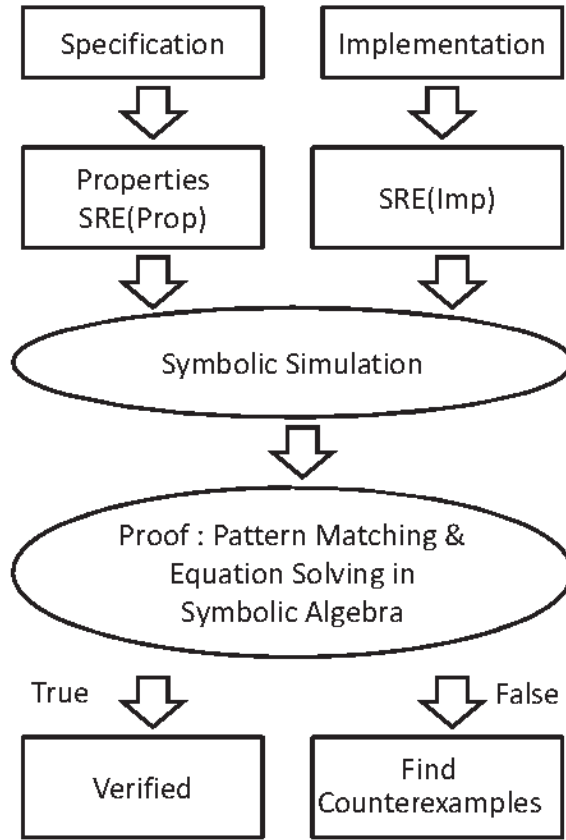 Specification
Implementation
Properties
SRE(Prop)
SRE(Imp)
Symbolic Simulation
Proof : Pattern Matching &
Equation Solving in
Symbolic Algebra
True
False
Verified
Find
Counterexamples